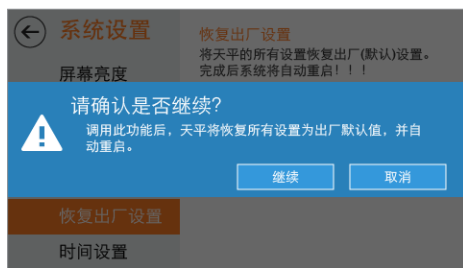 系统设置
恢复出厂设置
将天平的所有设置恢复出厂(默认)设置。
完成后系统将自动重启！！！
屏幕亮度
请确认是否继续?
调用此功能后，天平将恢复所有设置为出厂默认值，并自
动重启。
继续
取消
恢复出厂设置
时间设置